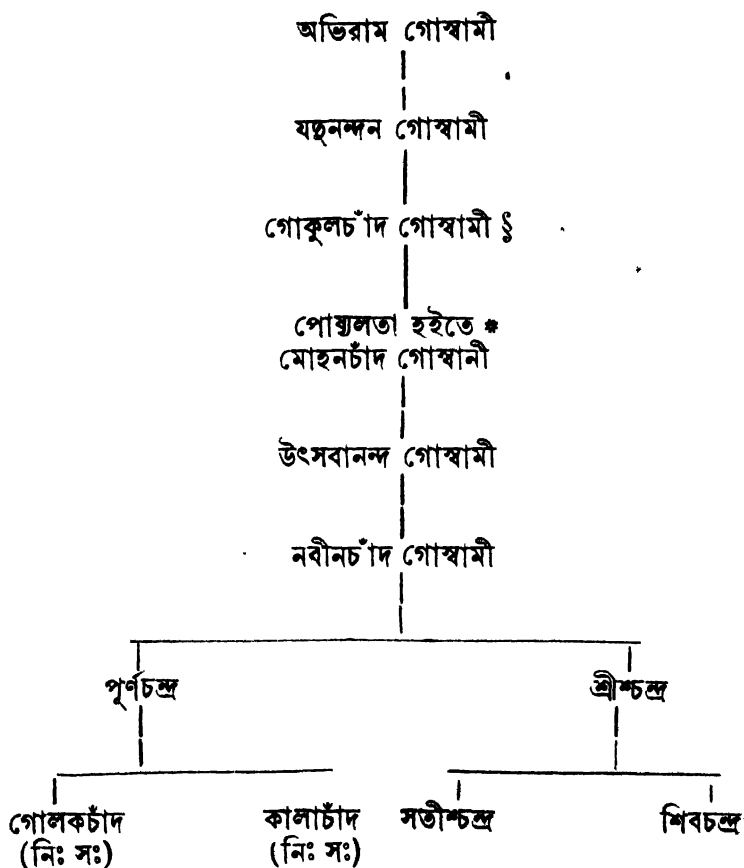 অভিরাম গোস্বামী
যদুনন্দন গোস্বামী
গোকুলচাঁদ গোস্বামী §
পোষ্যলতা হইতে *
মোহনচাঁদ গোস্বানী
উৎসবানন্দ গোস্বামী
নবীনচাঁদ গোস্বামী
পূর্ণচন্দ্র শ্রীশচন্দ্র
গোলকচাঁদ কালাচাঁদ সতীশচন্দ্র শিবচন্দ্র
(নিঃ সঃ) (নিঃ সঃ)